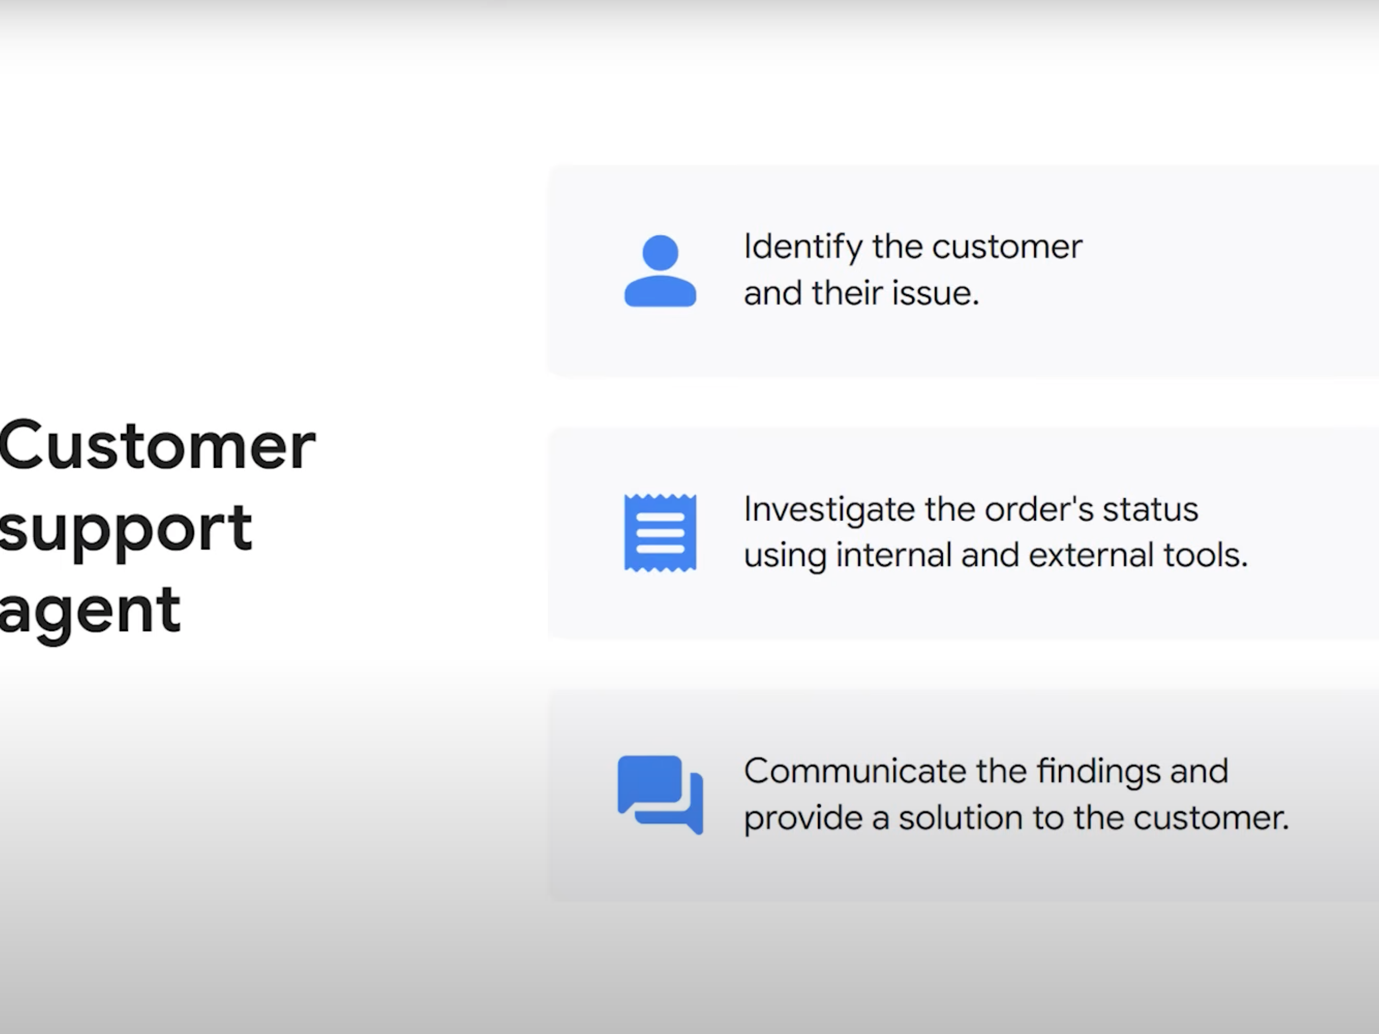 Customer
support
agent
Identify the customer
and their issue.
Investigate the order's status
using internal and external tools.
Communicate the findings and
provide a solution to the customer.